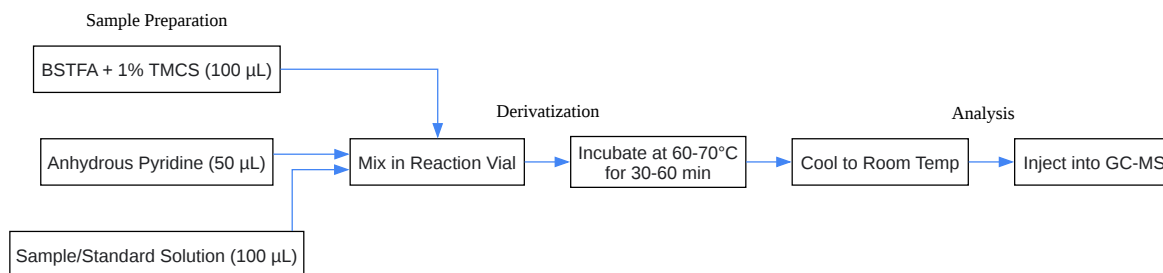 Sample Preparation
BSTFA + 1% TMCS (100 µL)
Derivatization
Analysis
Anhydrous Pyridine (50 µL)
Mix in Reaction Vial
Incubate at 60-70°C
for 30-60 min
Cool to Room Temp
Inject into GC-MS
Sample/Standard Solution (100 µL)